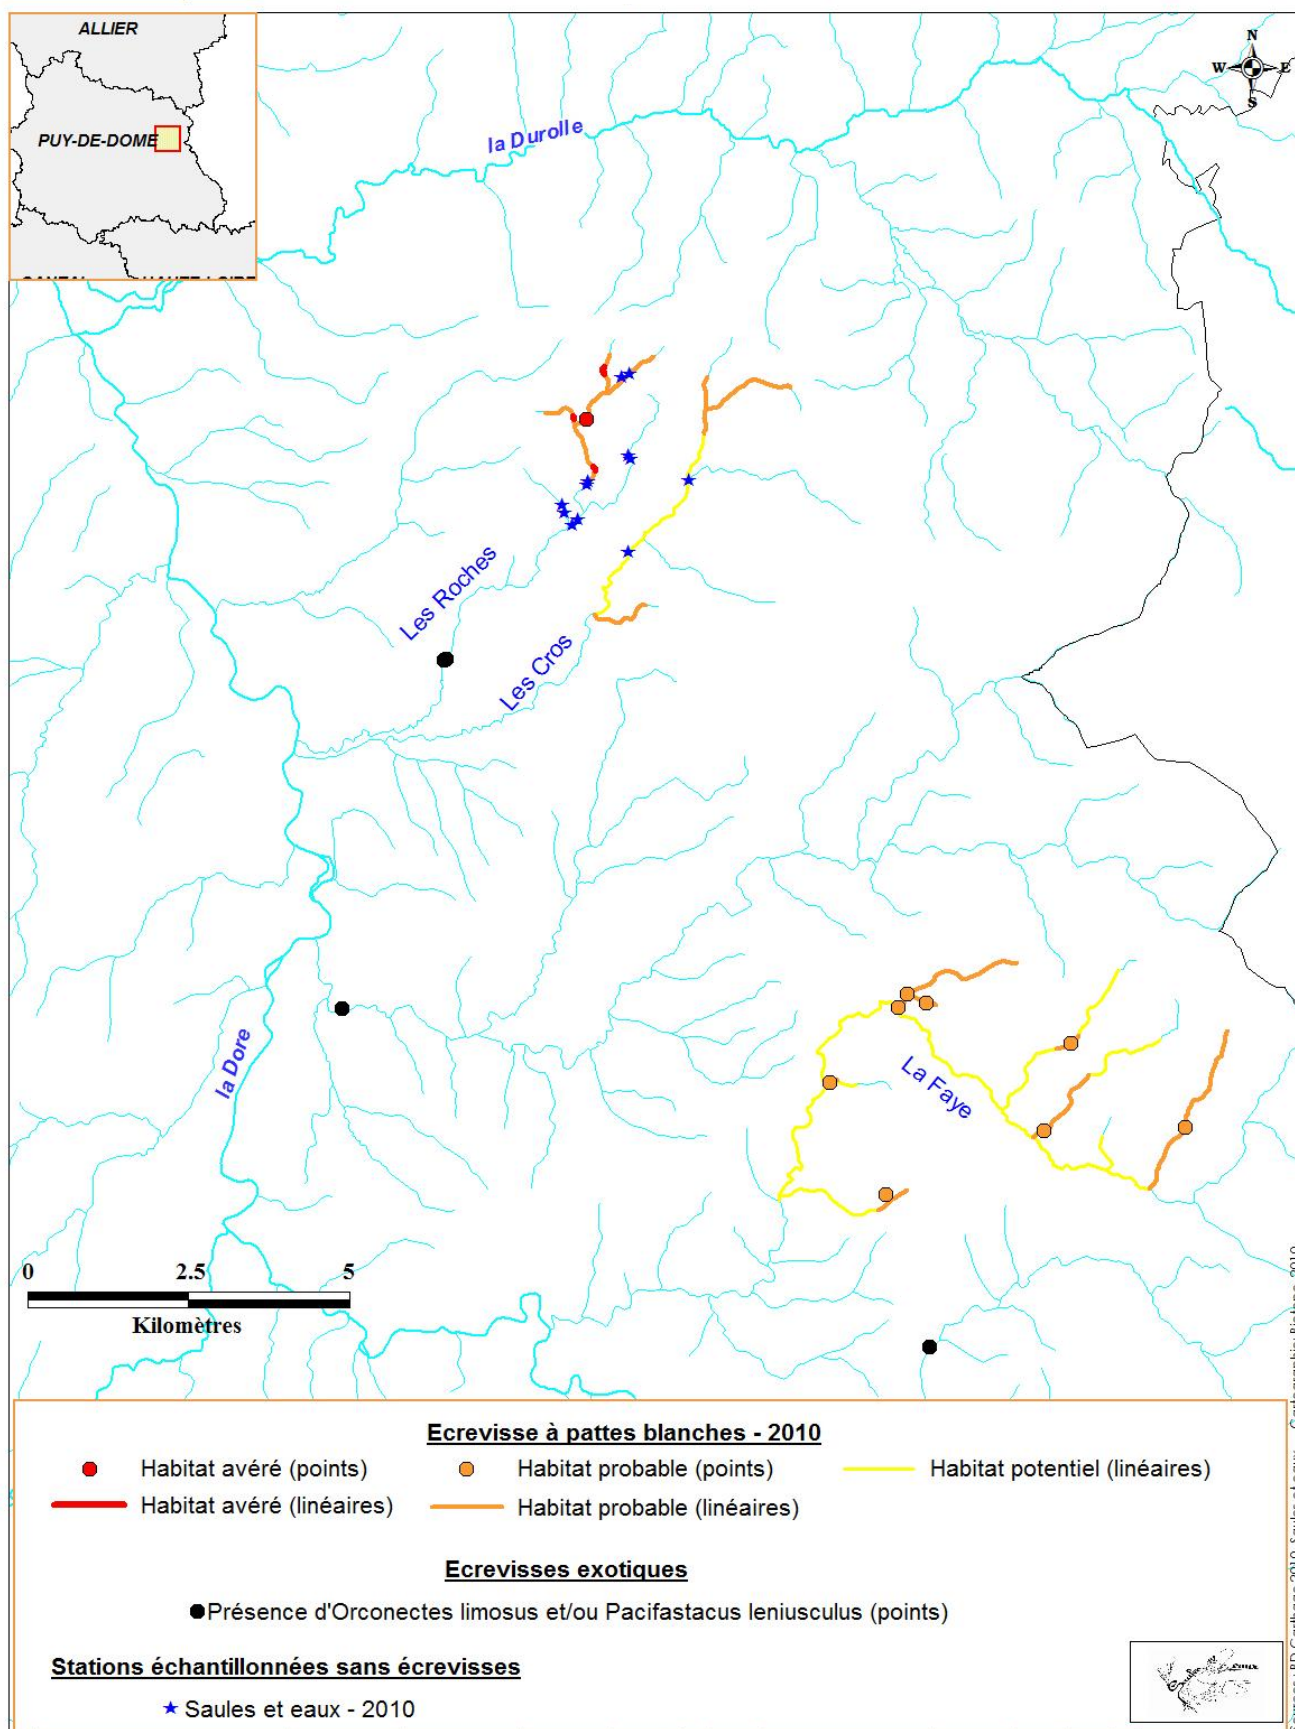 ALLIER
PUY-DE-DOME
N
W
E
S
la Durolle
Les Roches
Les Cros
la Dore
La Faye
0 2.5 5
Kilomètres
Ecrevisse à pattes blanches - 2010
Habitat avéré (points)
Habitat probable (points)
Habitat potentiel (linéaires)
Habitat avéré (linéaires)
Habitat probable (linéaires)
Ecrevisses exotiques
Présence d'Orconectes limosus et/ou Pacifastacus leniusculus (points)
Stations échantillonnées sans écrevisses
Saules et eaux - 2010